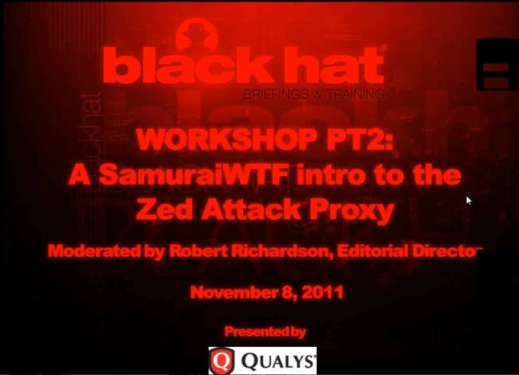 black hat®
BRIEFINGS & TRAINING
WORKSHOP PT2:
A SamuraiWTF intro to the
Zed Attack Proxy
Moderated by Robert Richardson, Editorial Director
November 8, 2011
Presented by
QUALYS®